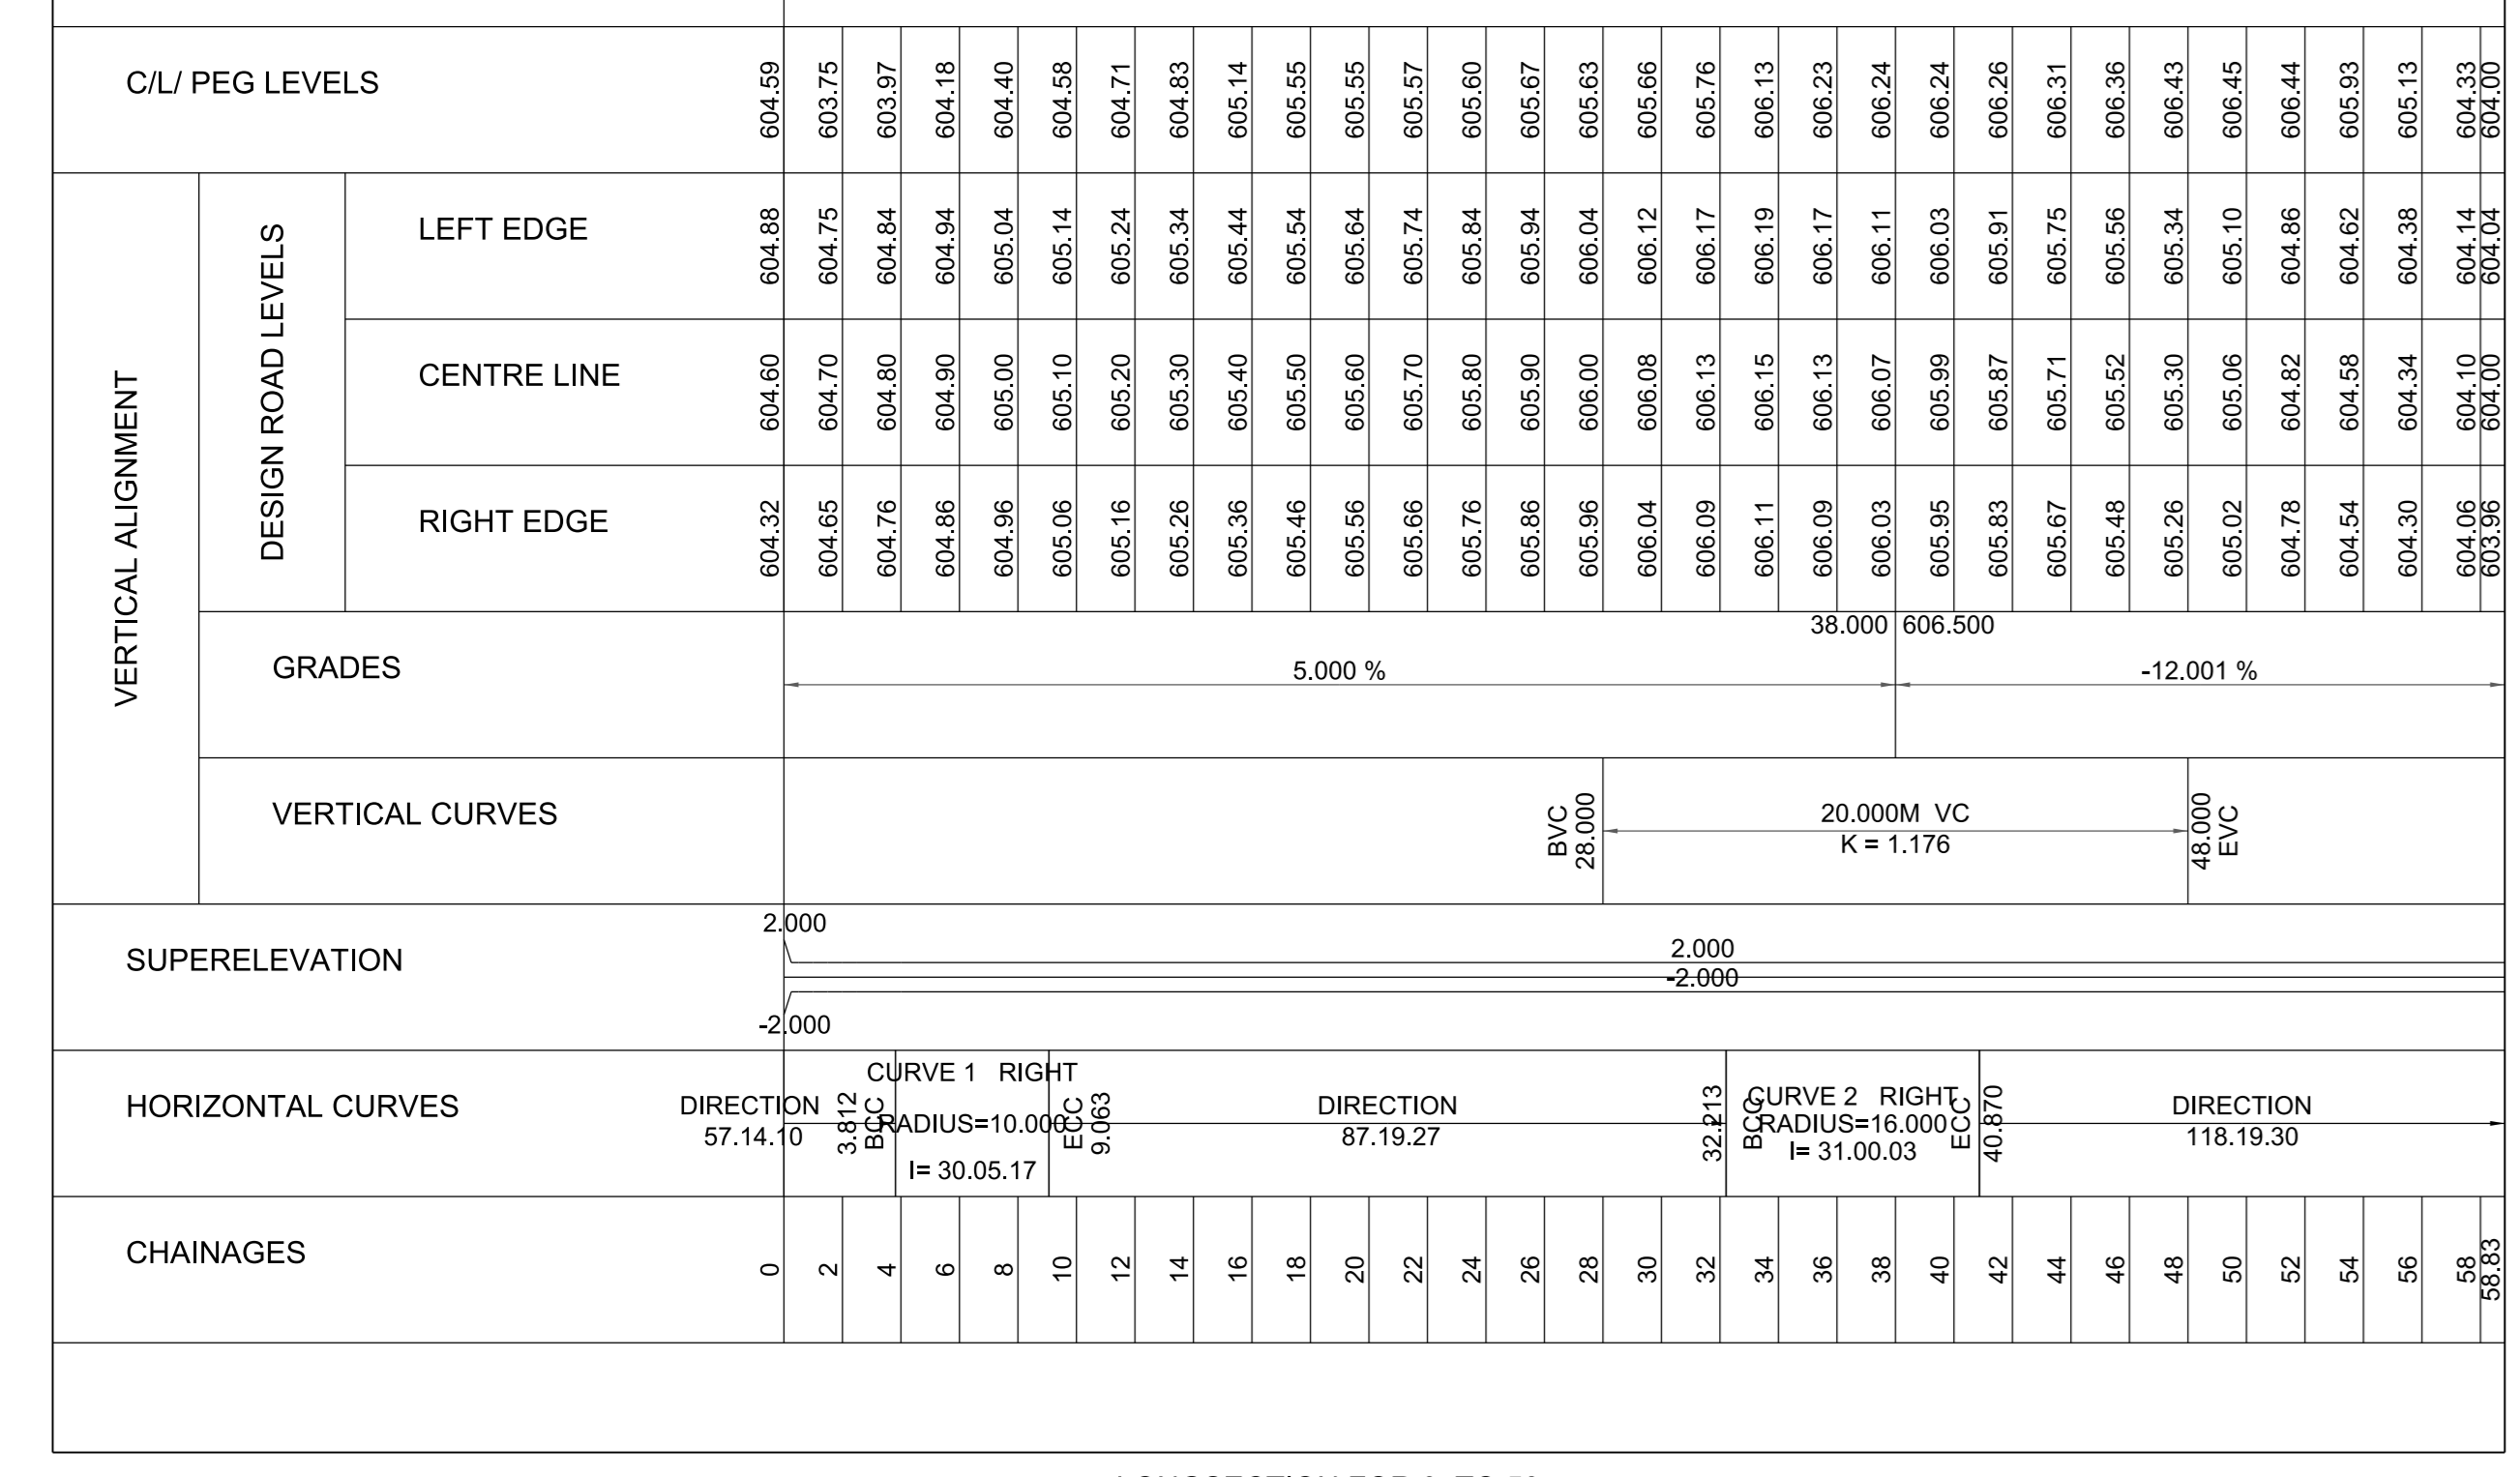 C/L/ PEG LEVELS
604.59 603.75 603.97 604.18 604.40 604.58 604.71 604.83 605.14 605.55 605.55 605.57 605.60 605.67 605.63 605.66 605.76 606.13 606.23 606.24 606.24 606.26 606.31 606.36 606.43 606.45 606.44 605.93 605.13 604.33 604.00
VERTICAL ALIGNMENT
DESIGN ROAD LEVELS
LEFT EDGE
604.88 604.75 604.84 604.94 605.04 605.14 605.24 605.34 605.44 605.54 605.64 605.74 605.84 605.94 606.04 606.12 606.17 606.19 606.17 606.11 606.03 605.91 605.75 605.56 605.34 605.10 604.86 604.62 604.38 604.14 604.04
CENTRE LINE
604.60 604.70 604.80 604.90 605.00 605.10 605.20 605.30 605.40 605.50 605.60 605.70 605.80 605.90 606.00 606.08 606.13 606.15 606.13 606.07 605.99 605.87 605.71 605.52 605.30 605.06 604.82 604.58 604.34 604.10 604.00
RIGHT EDGE
604.32 604.65 604.76 604.86 604.96 605.06 605.16 605.26 605.36 605.46 605.56 605.66 605.76 605.86 605.96 606.04 606.09 606.11 606.09 606.03 605.95 605.83 605.67 605.48 605.26 605.02 604.78 604.54 604.30 604.06 603.96
GRADES
38.000 606.500
5.000 %
-12.001 %
VERTICAL CURVES
BVC
28.000
20.000M VC
K = 1.176
48.000
EVC
SUPERELEVATION
2.000
-2.000
2.000
-2.000
HORIZONTAL CURVES
DIRECTION
57.14.10
3.812
BCC
CURVE 1 RIGHT
RADIUS=10.000
I= 30.05.17
ECC
9.063
DIRECTION
87.19.27
32.213
BCC
CURVE 2 RIGHT
RADIUS=16.000
I= 31.00.03
ECC
40.870
DIRECTION
118.19.30
CHAINAGES
0 2 4 6 8 10 12 14 16 18 20 22 24 26 28 30 32 34 36 38 40 42 44 46 48 50 52 54 56 58 58.83